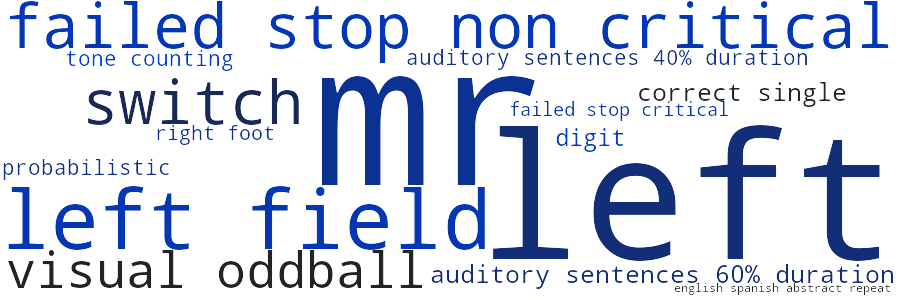 failed stop non critical
tone counting
auditory sentences 40% duration
switch
mr
correct single
failed stop critical
right foot
digit
left
probabilistic
left field
visual oddball
auditory sentences 60% duration
english spanish abstract repeat